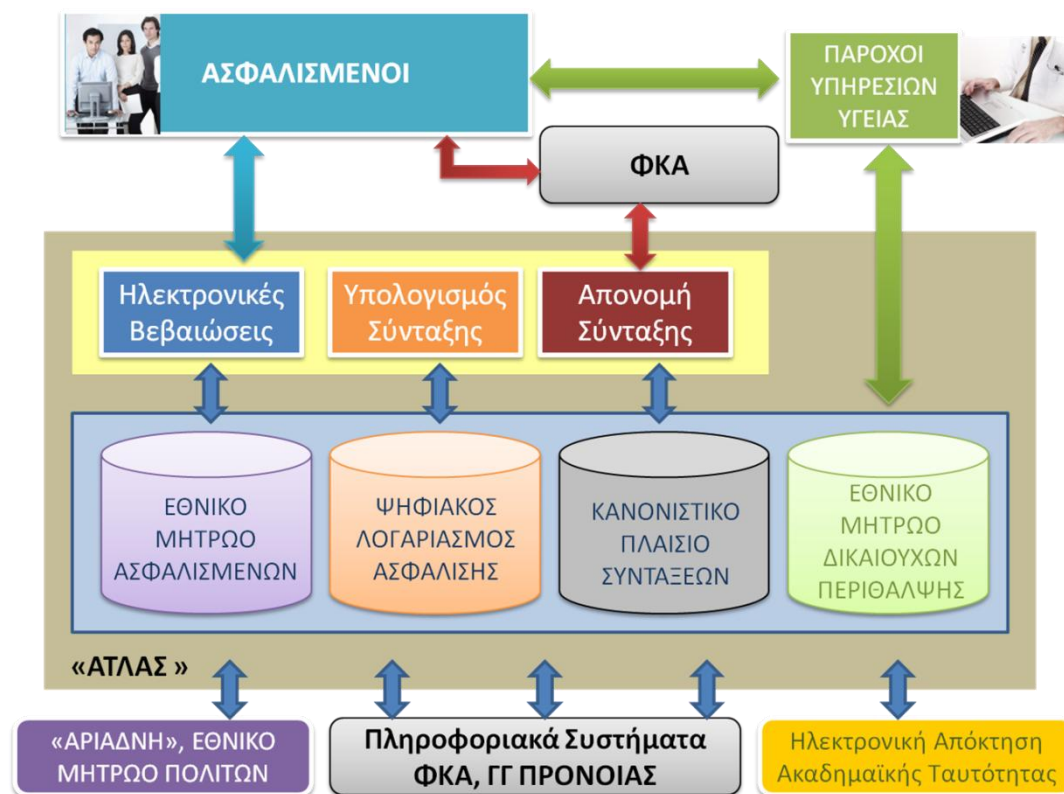 ΑΣΦΑΛΙΣΜΕΝΟΙ
ΠΑΡΟΧΟΙ
ΥΠΗΡΕΣΙΩΝ
ΥΓΕΙΑΣ
ΦΚΑ
Ηλεκτρονικές
Βεβαιώσεις
Υπολογισμός
Σύνταξης
Απονομή
Σύνταξης
ΕΘΝΙΚΟ
ΜΗΤΡΩΟ
ΑΣΦΑΛΙΣΜΕΝΩΝ
ΨΗΦΙΑΚΟΣ
ΛΟΓΑΡΙΑΣΜΟΣ
ΑΣΦΑΛΙΣΗΣ
ΚΑΝΟΝΙΣΤΙΚΟ
ΠΛΑΙΣΙΟ
ΣΥΝΤΑΞΕΩΝ
ΕΘΝΙΚΟ
ΜΗΤΡΩΟ
ΔΙΚΑΙΟΥΧΩΝ
ΠΕΡΙΘΑΛΨΗΣ
«ΑΤΛΑΣ »
«ΑΡΙΑΔΝΗ», ΕΘΝΙΚΟ
ΜΗΤΡΩΟ ΠΟΛΙΤΩΝ
Πληροφοριακά Συστήματα
ΦΚΑ, ΓΓ ΠΡΟΝΟΙΑΣ
Ηλεκτρονική Απόκτηση
Ακαδημαϊκής Ταυτότητας